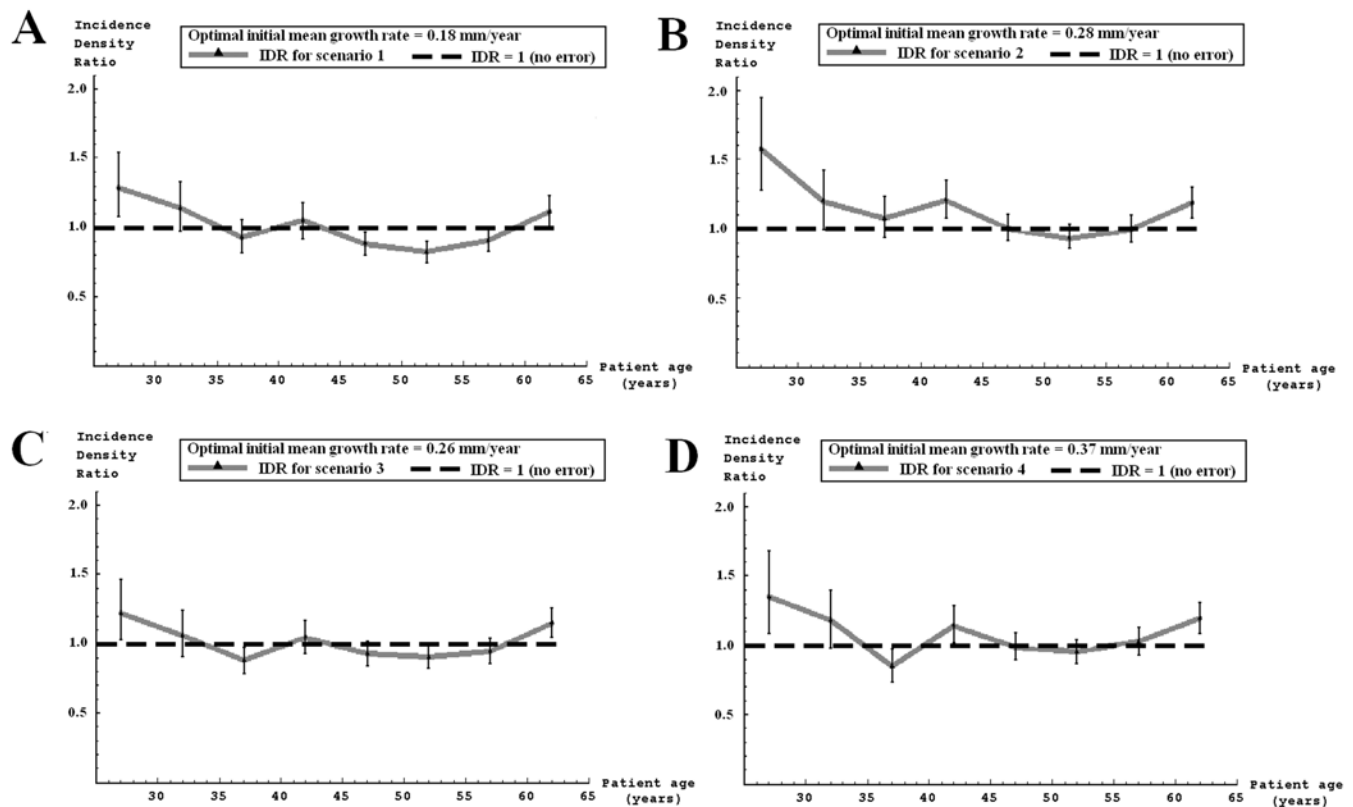 A
Incidence
Density
Ratio
Optimal initial mean growth rate = 0.18 mm/year
IDR for scenario 1 IDR = 1 (no error)
2.0
1.5
1.0
0.5
30 35 40 45 50 55 60 65
Patient age
(years)
B
Incidence
Density
Ratio
Optimal initial mean growth rate = 0.28 mm/year
IDR for scenario 2 IDR = 1 (no error)
2.0
1.5
1.0
0.5
30 35 40 45 50 55 60 65
Patient age
(years)
C
Incidence
Density
Ratio
Optimal initial mean growth rate = 0.26 mm/year
IDR for scenario 3 IDR = 1 (no error)
2.0
1.5
1.0
0.5
30 35 40 45 50 55 60 65
Patient age
(years)
D
Incidence
Density
Ratio
Optimal initial mean growth rate = 0.37 mm/year
IDR for scenario 4 IDR = 1 (no error)
2.0
1.5
1.0
0.5
30 35 40 45 50 55 60 65
Patient age
(years)